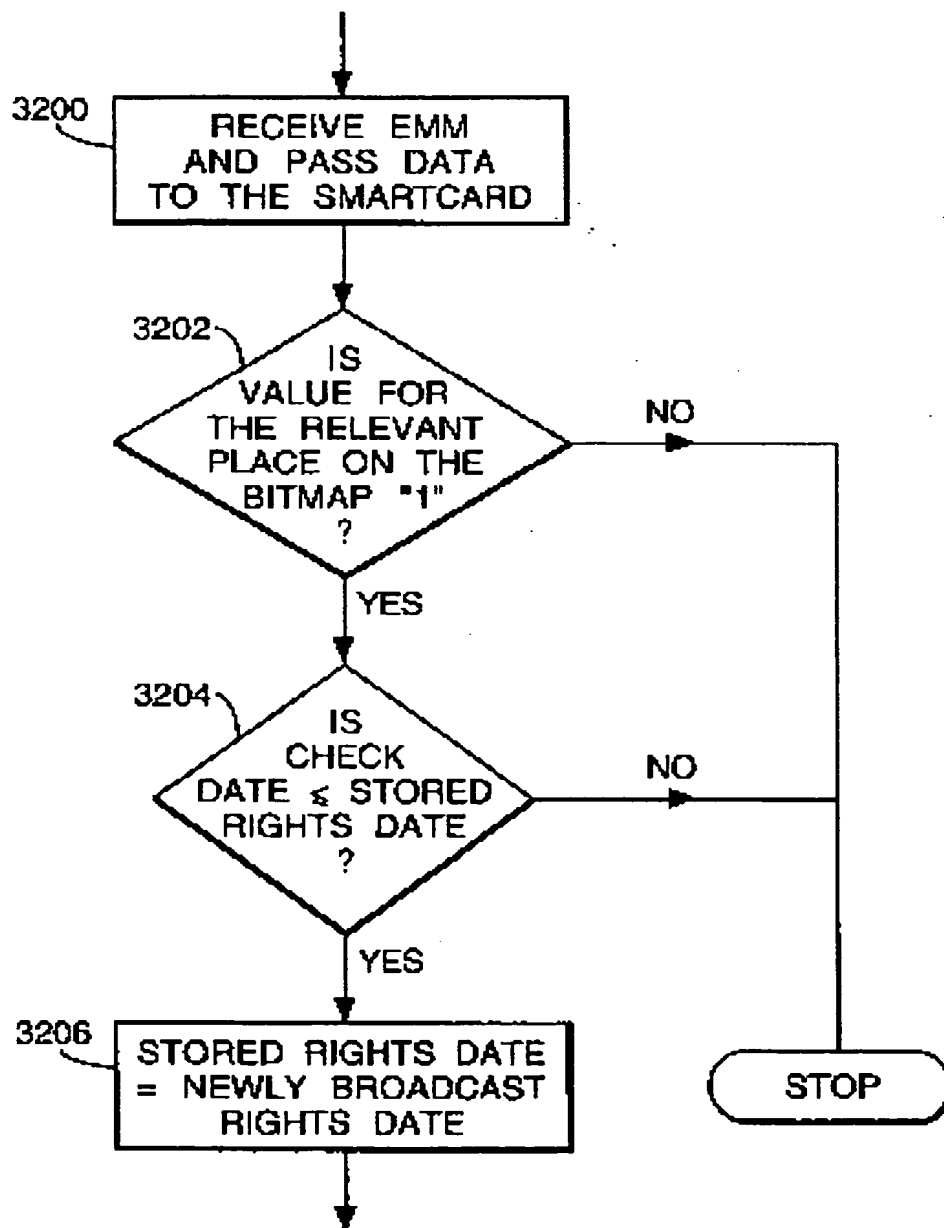 3200
RECEIVE EMM
AND PASS DATA
TO THE SMARTCARD
3202
IS
VALUE FOR
THE RELEVANT
PLACE ON THE
BITMAP "1"
?
NO
YES
3204
IS
CHECK
DATE ≤ STORED
RIGHTS DATE
?
NO
YES
3206
STORED RIGHTS DATE
= NEWLY BROADCAST
RIGHTS DATE
STOP